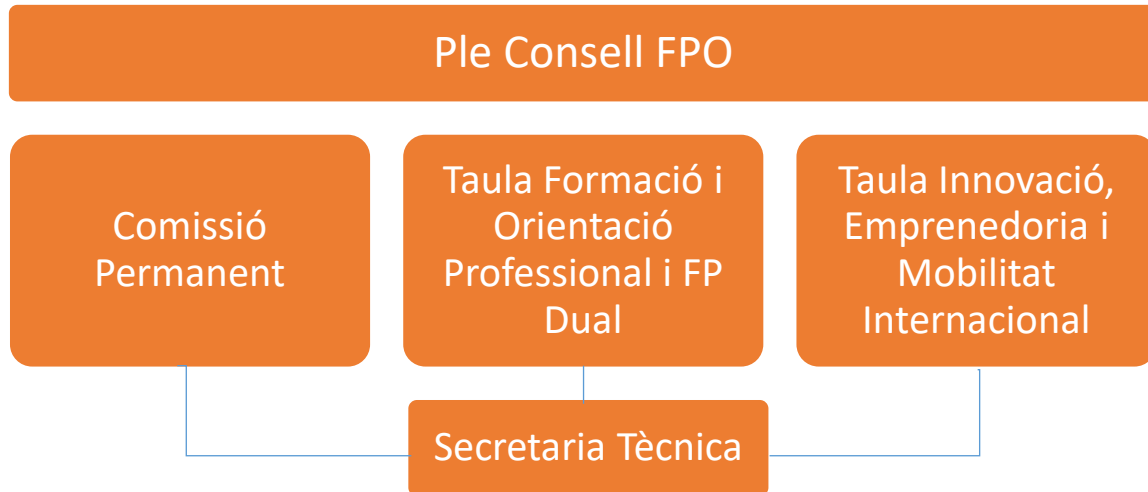 Ple Consell FPO
Comissió
Permanent
Taula Formació i
Orientació
Professional i FP
Dual
Taula Innovació,
Emprenedoria i
Mobilitat
Internacional
Secretaria Tècnica